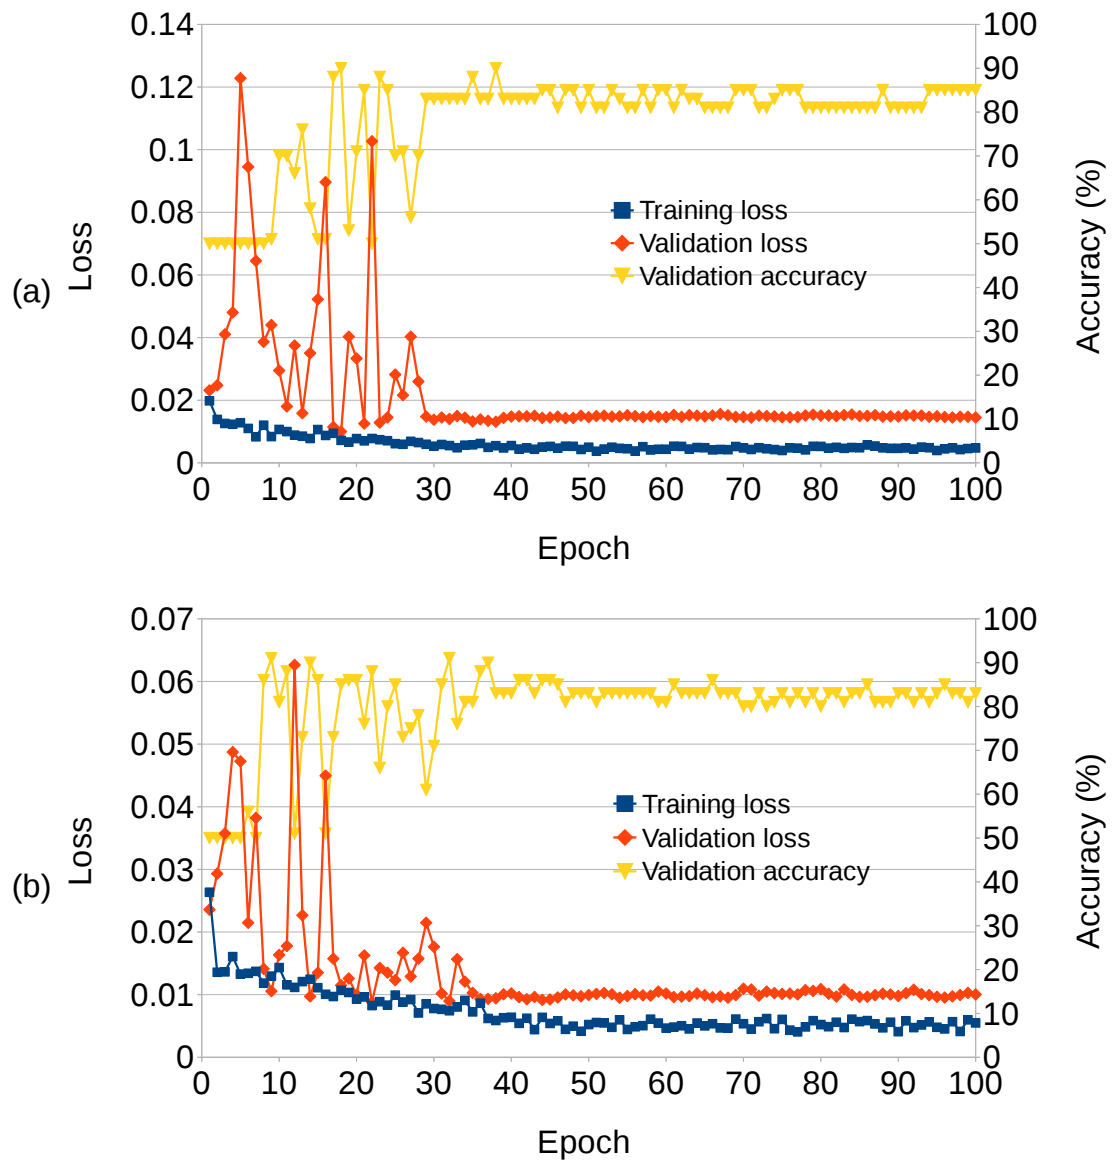 0.14
0.12
0.1
0.08
0.06
0.04
0.02
0
100
90
80
70
60
50
40
30
20
10
0
(a)
Loss
Accuracy (%)
Training loss
Validation loss
Validation accuracy
0 10 20 30 40 50 60 70 80 90 100
Epoch
0.07
0.06
0.05
0.04
0.03
0.02
0.01
0
100
90
80
70
60
50
40
30
20
10
0
(b)
Loss
Accuracy (%)
Training loss
Validation loss
Validation accuracy
0 10 20 30 40 50 60 70 80 90 100
Epoch